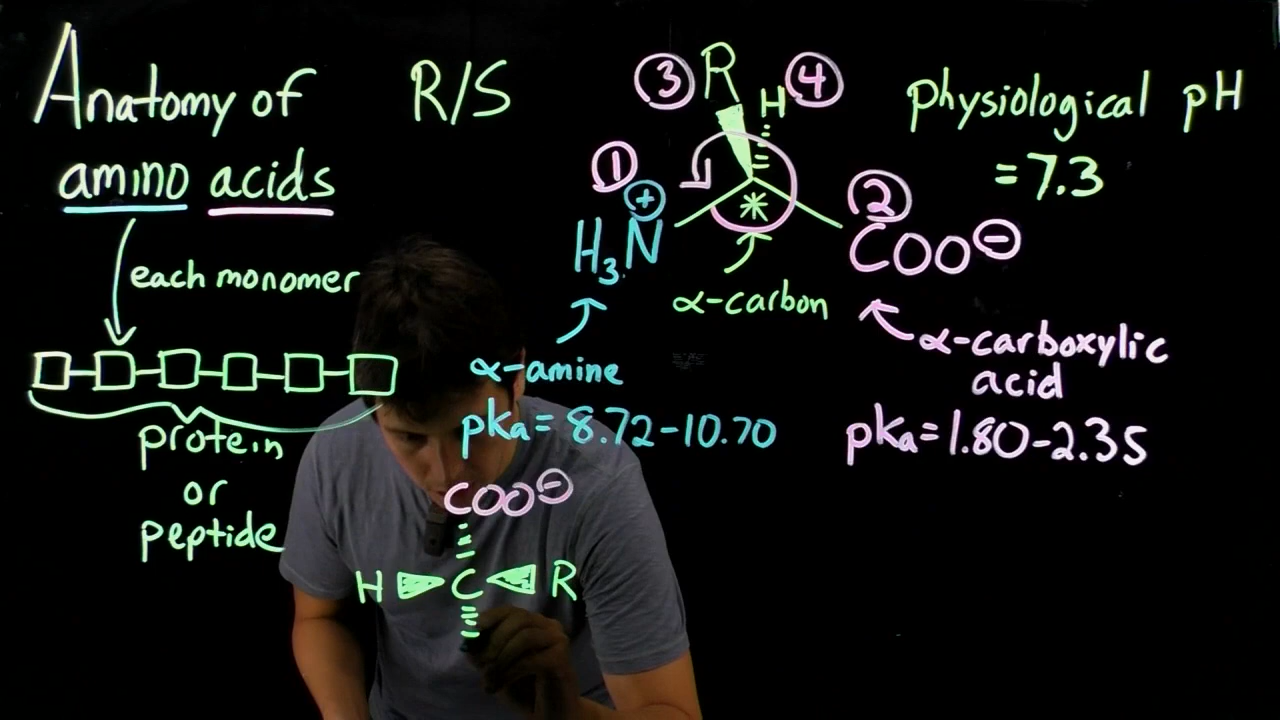 Anatomy of
amino acids
each monomer
protein
or
peptide
R/S
③ R H ④
①
H₃N⊕
*
②
COO⊖
α-carbon
α-amine
pKa = 8.72-10.70
α-carboxylic
acid
pKa = 1.80-2.35
physiological pH
= 7.3
COO⊖
H C R